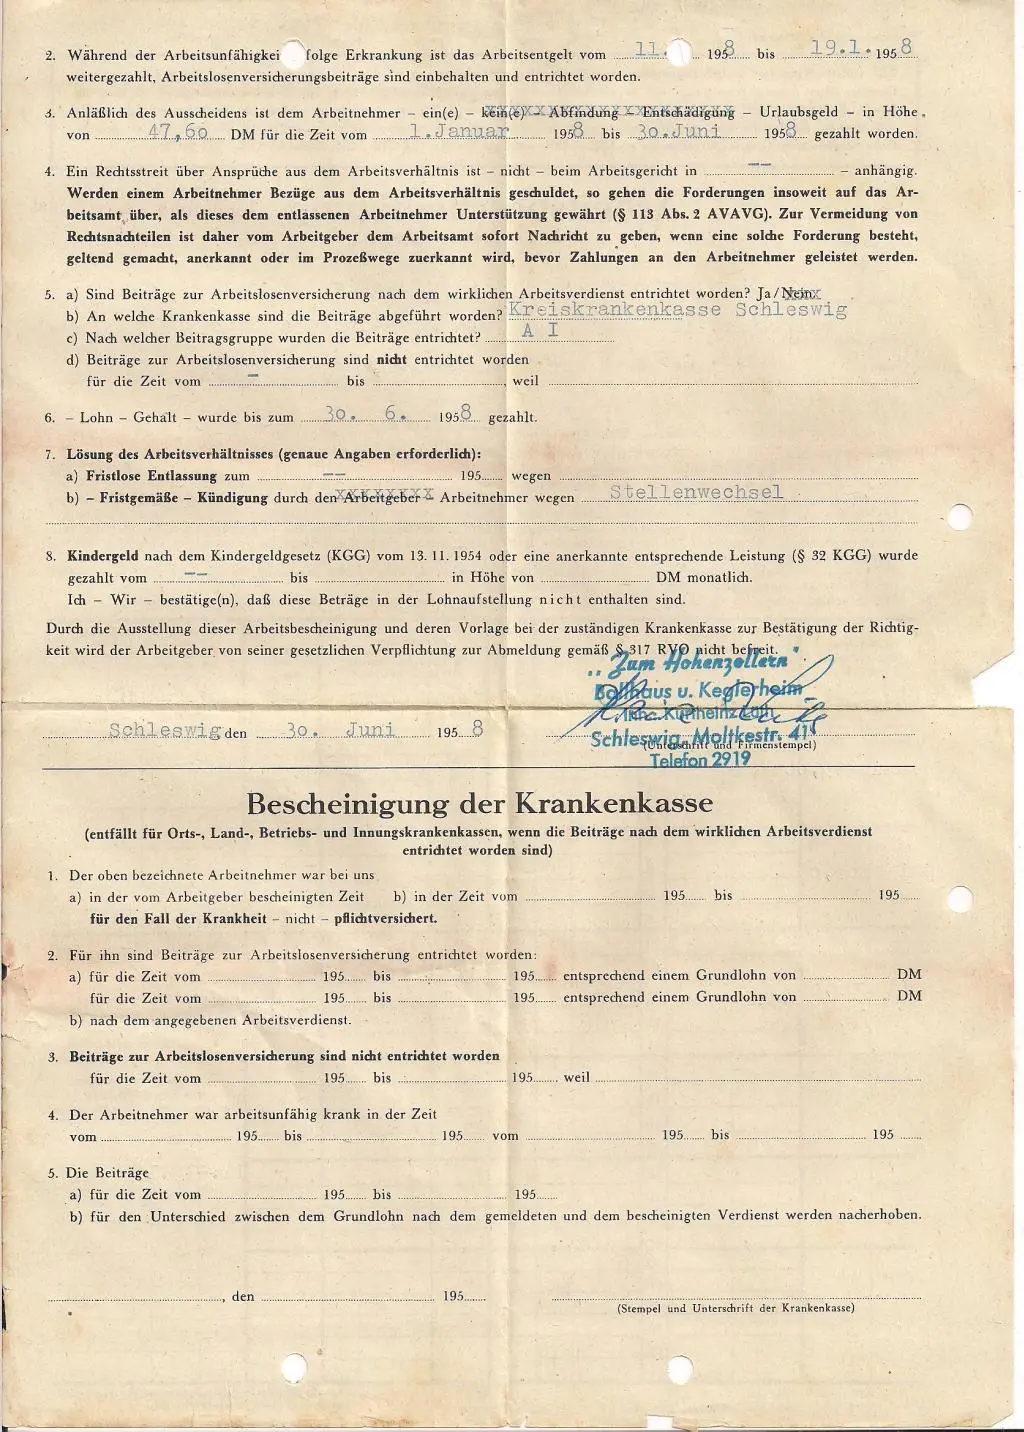 2. Während der Arbeitsunfähigkei folge Erkrankung ist das Arbeitsentgelt vom 11. 1958 bis 19.1. 1958
weitergezahlt, Arbeitslosenversicherungsbeiträge sind einbehalten und entrichtet worden.
3. Anläßlich des Ausscheidens ist dem Arbeitnehmer – ein(e) – kein(e) – Abfindung – Entschädigung – Urlaubsgeld – in Höhe
von 47,60 DM für die Zeit vom 1. Januar 1958 bis 30. Juni 1958 gezahlt worden.
4. Ein Rechtsstreit über Ansprüche aus dem Arbeitsverhältnis ist – nicht – beim Arbeitsgericht in -- – anhängig.
Werden einem Arbeitnehmer Bezüge aus dem Arbeitsverhältnis geschuldet, so gehen die Forderungen insoweit auf das Ar-
beitsamt über, als dieses dem entlassenen Arbeitnehmer Unterstützung gewährt (§ 113 Abs. 2 AVAVG). Zur Vermeidung von
Rechtsnachteilen ist daher vom Arbeitgeber dem Arbeitsamt sofort Nachricht zu geben, wenn eine solche Forderung besteht,
geltend gemacht, anerkannt oder im Prozeßwege zuerkannt wird, bevor Zahlungen an den Arbeitnehmer geleistet werden.
5. a) Sind Beiträge zur Arbeitslosenversicherung nach dem wirklichen Arbeitsverdienst entrichtet worden? Ja/Nein
b) An welche Krankenkasse sind die Beiträge abgeführt worden? Kreiskrankenkasse Schleswig
c) Nach welcher Beitragsgruppe wurden die Beiträge entrichtet? A I
d) Beiträge zur Arbeitslosenversicherung sind nicht entrichtet worden
für die Zeit vom – bis , weil
6. – Lohn – Gehalt – wurde bis zum 30. 6. 1958 gezahlt.
7. Lösung des Arbeitsverhältnisses (genaue Angaben erforderlich):
a) Fristlose Entlassung zum -- 195 wegen
b) – Fristgemäße – Kündigung durch den Arbeitgeber – Arbeitnehmer wegen Stellenwechsel
8. Kindergeld nach dem Kindergeldgesetz (KGG) vom 13. 11. 1954 oder eine anerkannte entsprechende Leistung (§ 32 KGG) wurde
gezahlt vom -- bis in Höhe von DM monatlich.
Ich – Wir – bestätige(n), daß diese Beträge in der Lohnaufstellung nicht enthalten sind.
Durch die Ausstellung dieser Arbeitsbescheinigung und deren Vorlage bei der zuständigen Krankenkasse zur Bestätigung der Richtig-
keit wird der Arbeitgeber von seiner gesetzlichen Verpflichtung zur Abmeldung gemäß § 317 RVO nicht befreit.
„Zum Hohenzollern"
Ballhaus u. Keglerheim
Inh. Kurtheinz
Schleswig, Moltkestr. 41
Telefon 2919
Schleswig den 30. Juni 1958
(Unterschrift und Firmenstempel)
Bescheinigung der Krankenkasse
(entfällt für Orts-, Land-, Betriebs- und Innungskrankenkassen, wenn die Beiträge nach dem wirklichen Arbeitsverdienst
entrichtet worden sind)
1. Der oben bezeichnete Arbeitnehmer war bei uns
a) in der vom Arbeitgeber bescheinigten Zeit b) in der Zeit vom 195 bis 195
für den Fall der Krankheit – nicht – pflichtversichert.
2. Für ihn sind Beiträge zur Arbeitslosenversicherung entrichtet worden:
a) für die Zeit vom 195 bis 195 entsprechend einem Grundlohn von DM
für die Zeit vom 195 bis 195 entsprechend einem Grundlohn von DM
b) nach dem angegebenen Arbeitsverdienst.
3. Beiträge zur Arbeitslosenversicherung sind nicht entrichtet worden
für die Zeit vom 195 bis 195 weil
4. Der Arbeitnehmer war arbeitsunfähig krank in der Zeit
vom 195 bis 195 vom 195 bis 195
5. Die Beiträge
a) für die Zeit vom 195 bis 195
b) für den Unterschied zwischen dem Grundlohn nach dem gemeldeten und dem bescheinigten Verdienst werden nacherhoben.
, den 195
(Stempel und Unterschrift der Krankenkasse)